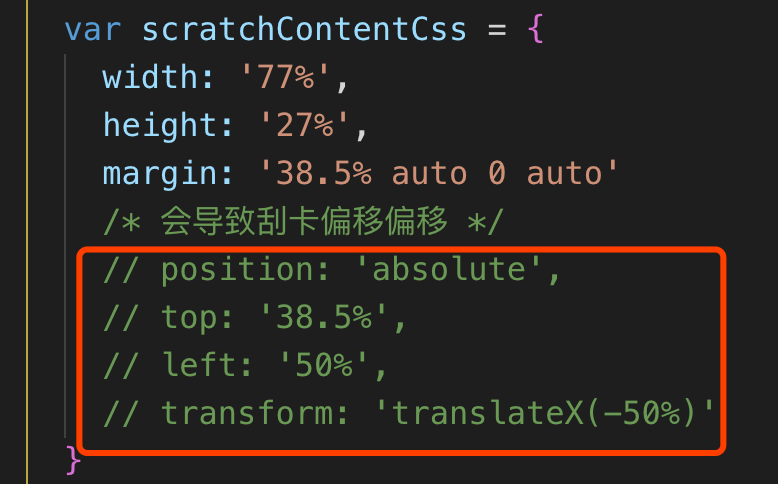 var scratchContentCss = {
width: '77%',
height: '27%',
margin: '38.5% auto 0 auto'
/* 会导致刮卡偏移偏移 */
// position: 'absolute',
// top: '38.5%',
// left: '50%',
// transform: 'translateX(-50%)'
}